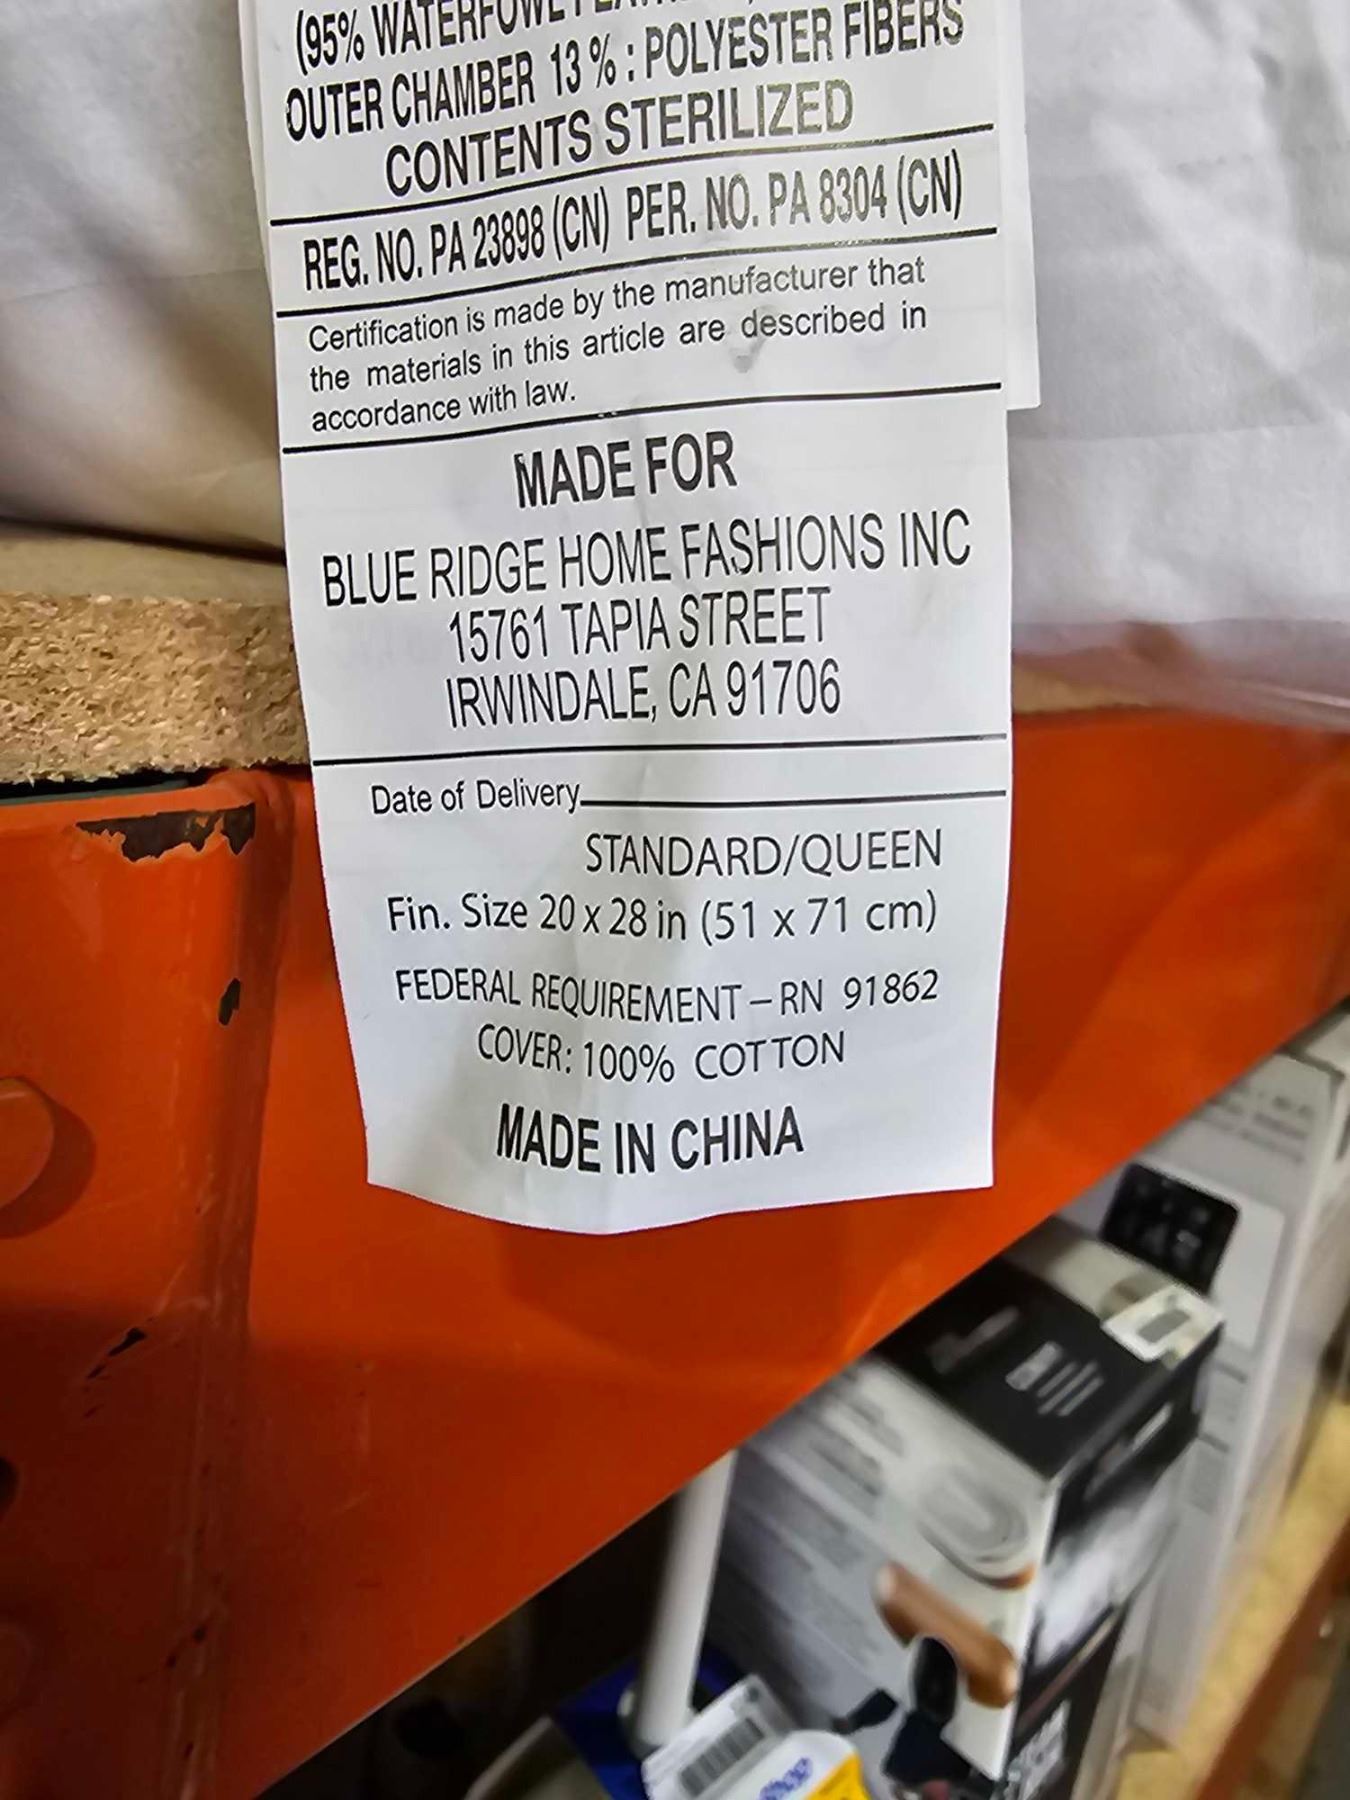 (95% WATERFOWL
OUTER CHAMBER 13 % : POLYESTER FIBERS
CONTENTS STERILIZED
REG. NO. PA 23898 (CN) PER. NO. PA 8304 (CN)
Certification is made by the manufacturer that
the materials in this article are described in
accordance with law.
MADE FOR
BLUE RIDGE HOME FASHIONS INC
15761 TAPIA STREET
IRWINDALE, CA 91706
Date of Delivery
STANDARD/QUEEN
Fin. Size 20 x 28 in (51 x 71 cm)
FEDERAL REQUIREMENT – RN 91862
COVER: 100% COTTON
MADE IN CHINA